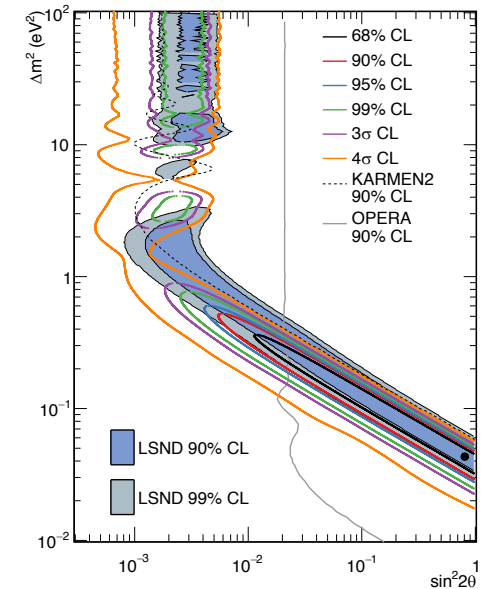 Δm² (eV²)
10²
10
1
10⁻¹
10⁻²
68% CL
90% CL
95% CL
99% CL
3σ CL
4σ CL
KARMEN2
90% CL
OPERA
90% CL
LSND 90% CL
LSND 99% CL
10⁻³
10⁻²
10⁻¹
1
sin²2θ